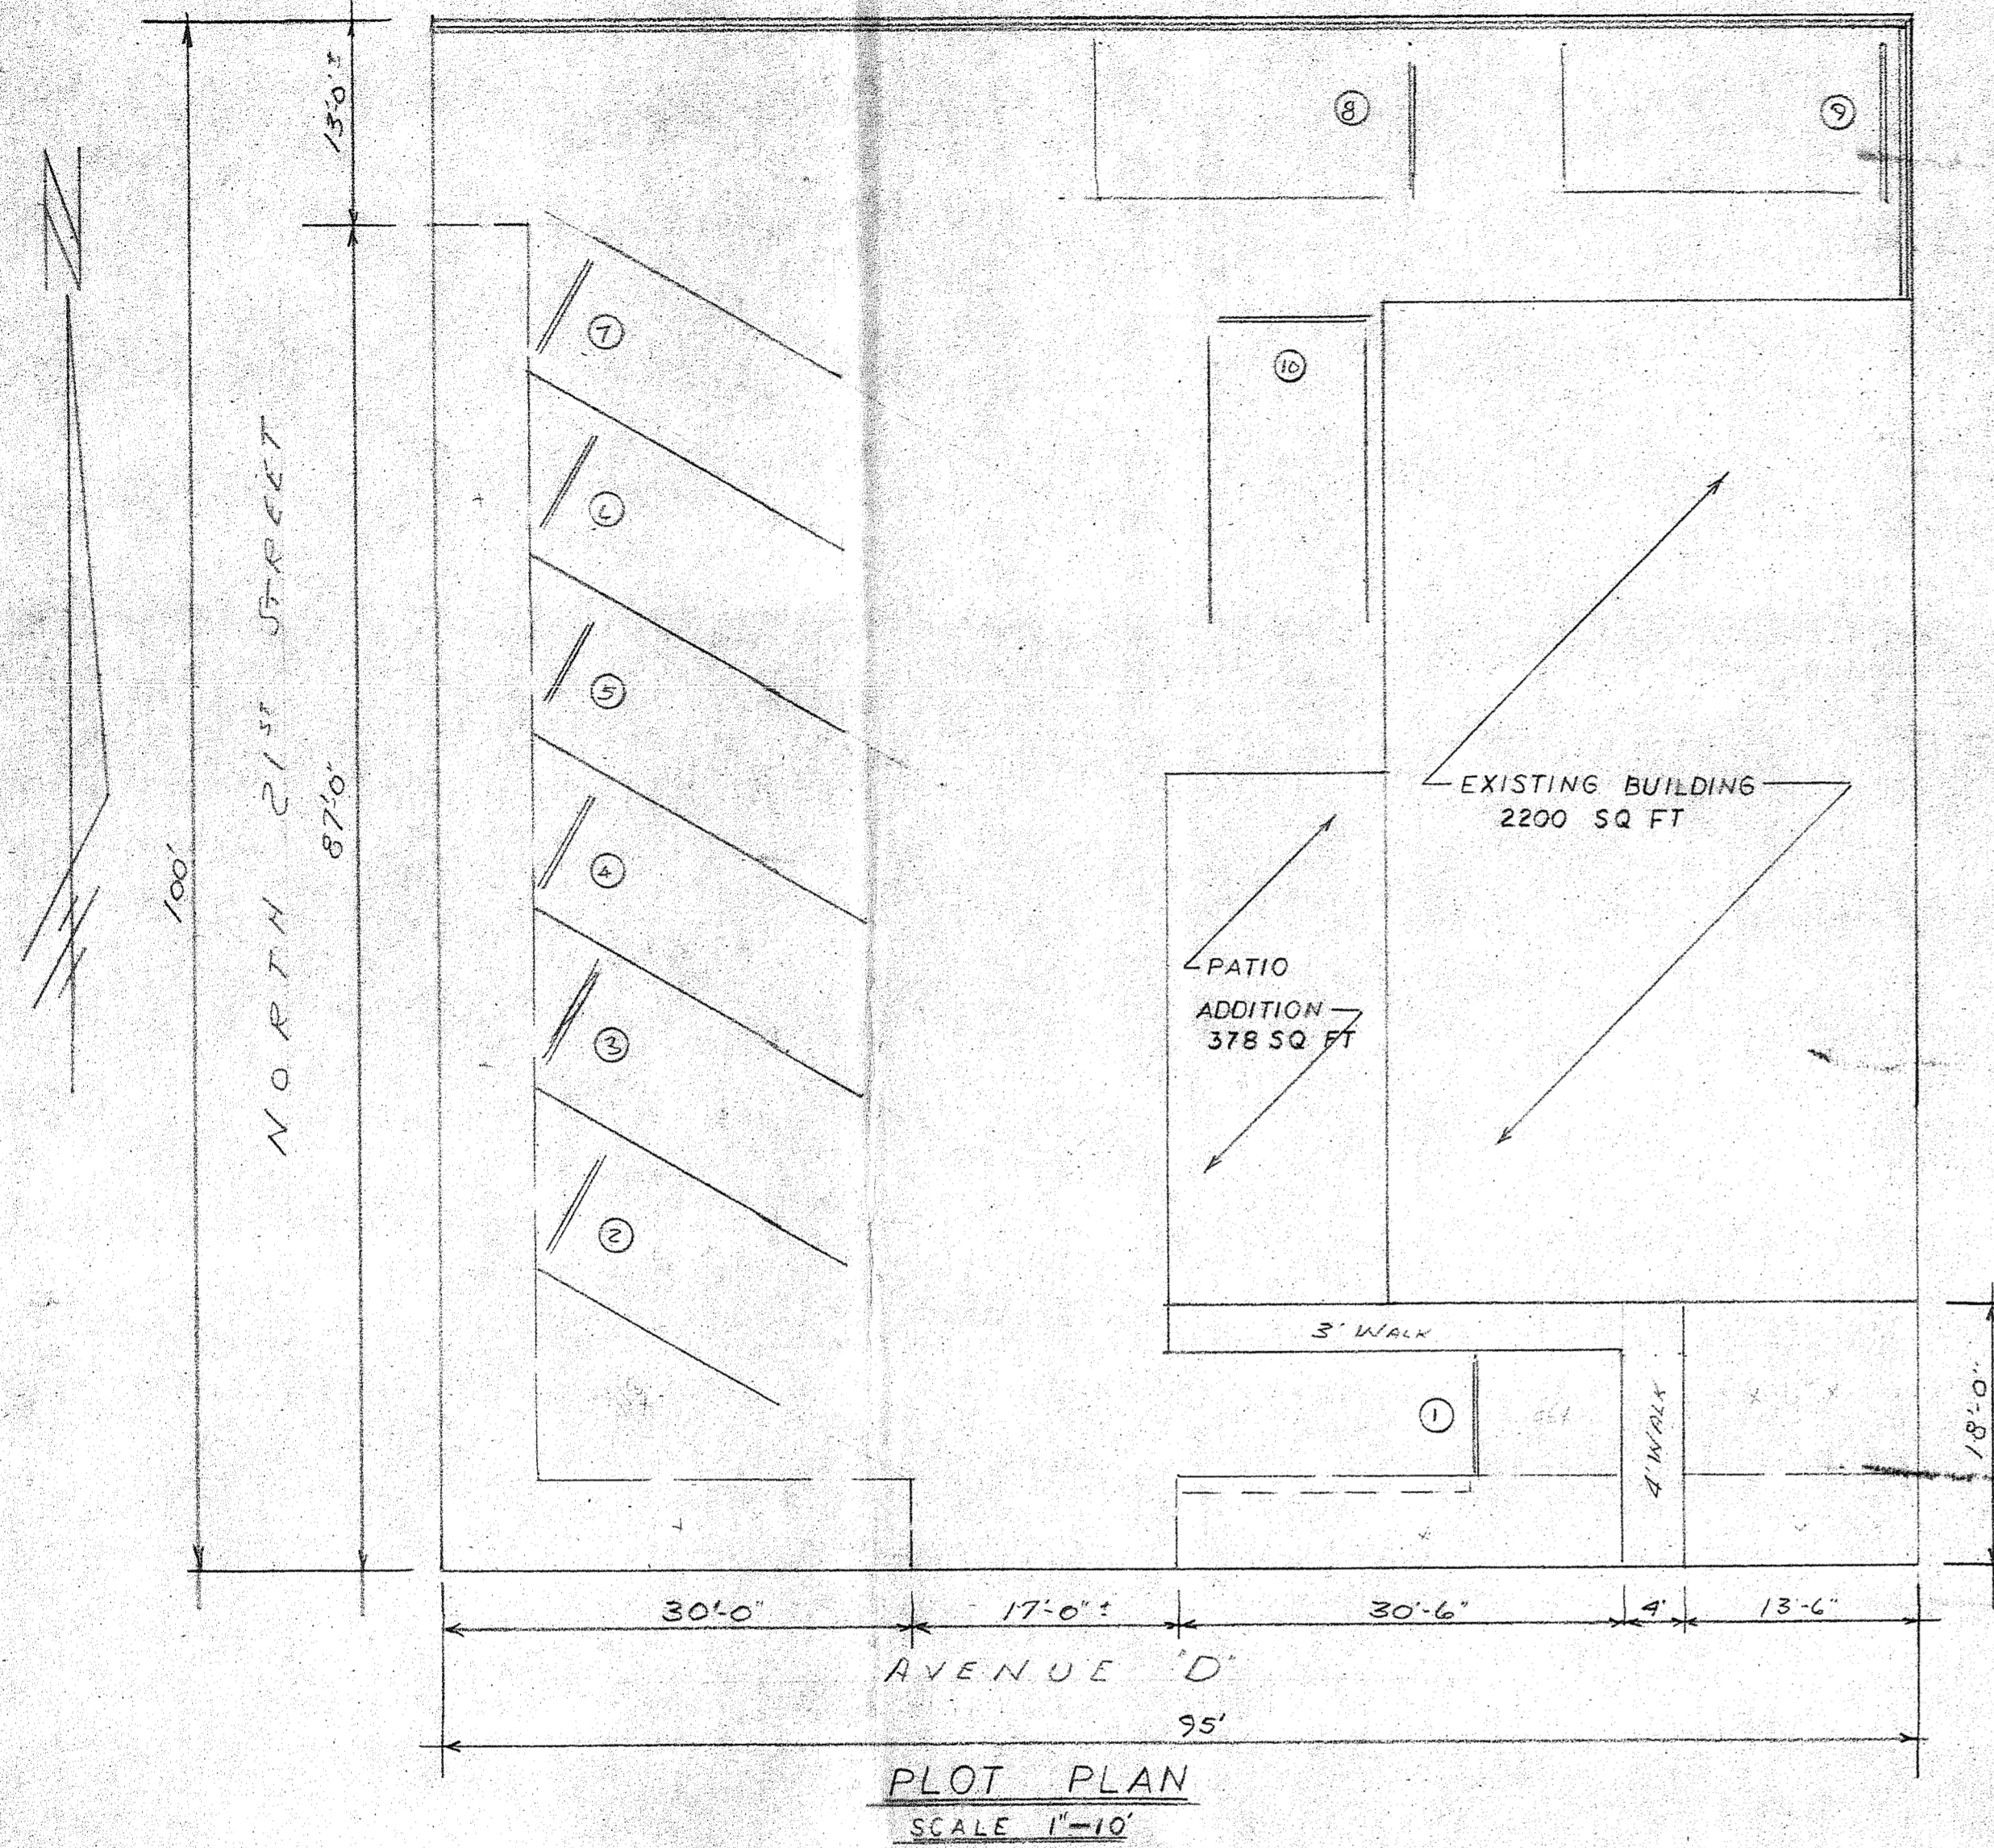 N
13'-0"±
100'
NORTH 21ST STREET
87'-0"
8
9
7
10
6
5
4
3
2
EXISTING BUILDING
2200 SQ FT
PATIO
ADDITION
378 SQ FT
3' WALK
1
4' WALK
18'-0"
30'-0"
17'-0"±
30'-6"
4'
13'-6"
AVENUE "D"
95'
PLOT PLAN
SCALE 1"—10'